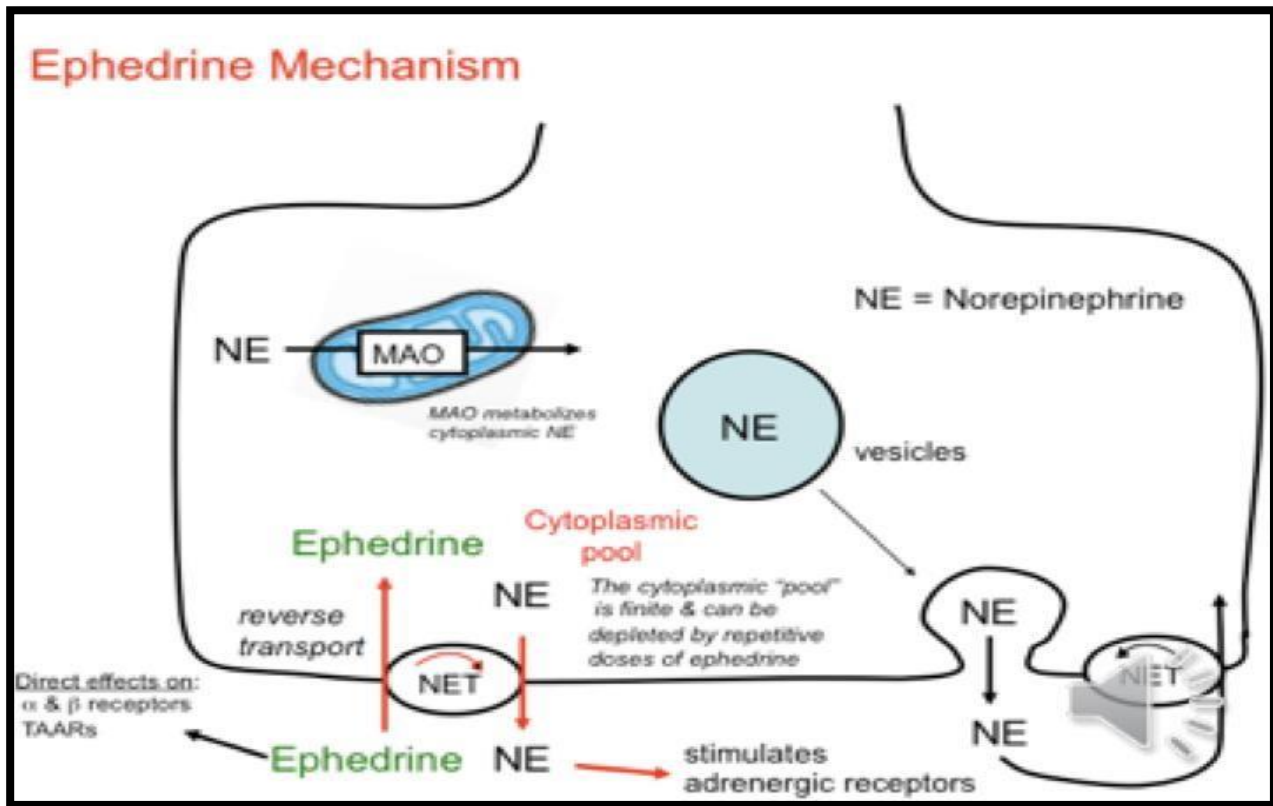 Ephedrine Mechanism
NE = Norepinephrine
NE
MAO
MAO metabolizes
cytoplasmic NE
NE
vesicles
Ephedrine
Cytoplasmic
pool
NE
The cytoplasmic "pool"
is finite & can be
depleted by repetitive
doses of ephedrine
reverse
transport
NET
NE
NET
Direct effects on:
α & β receptors
TAARs
Ephedrine
NE
stimulates
adrenergic receptors
NE